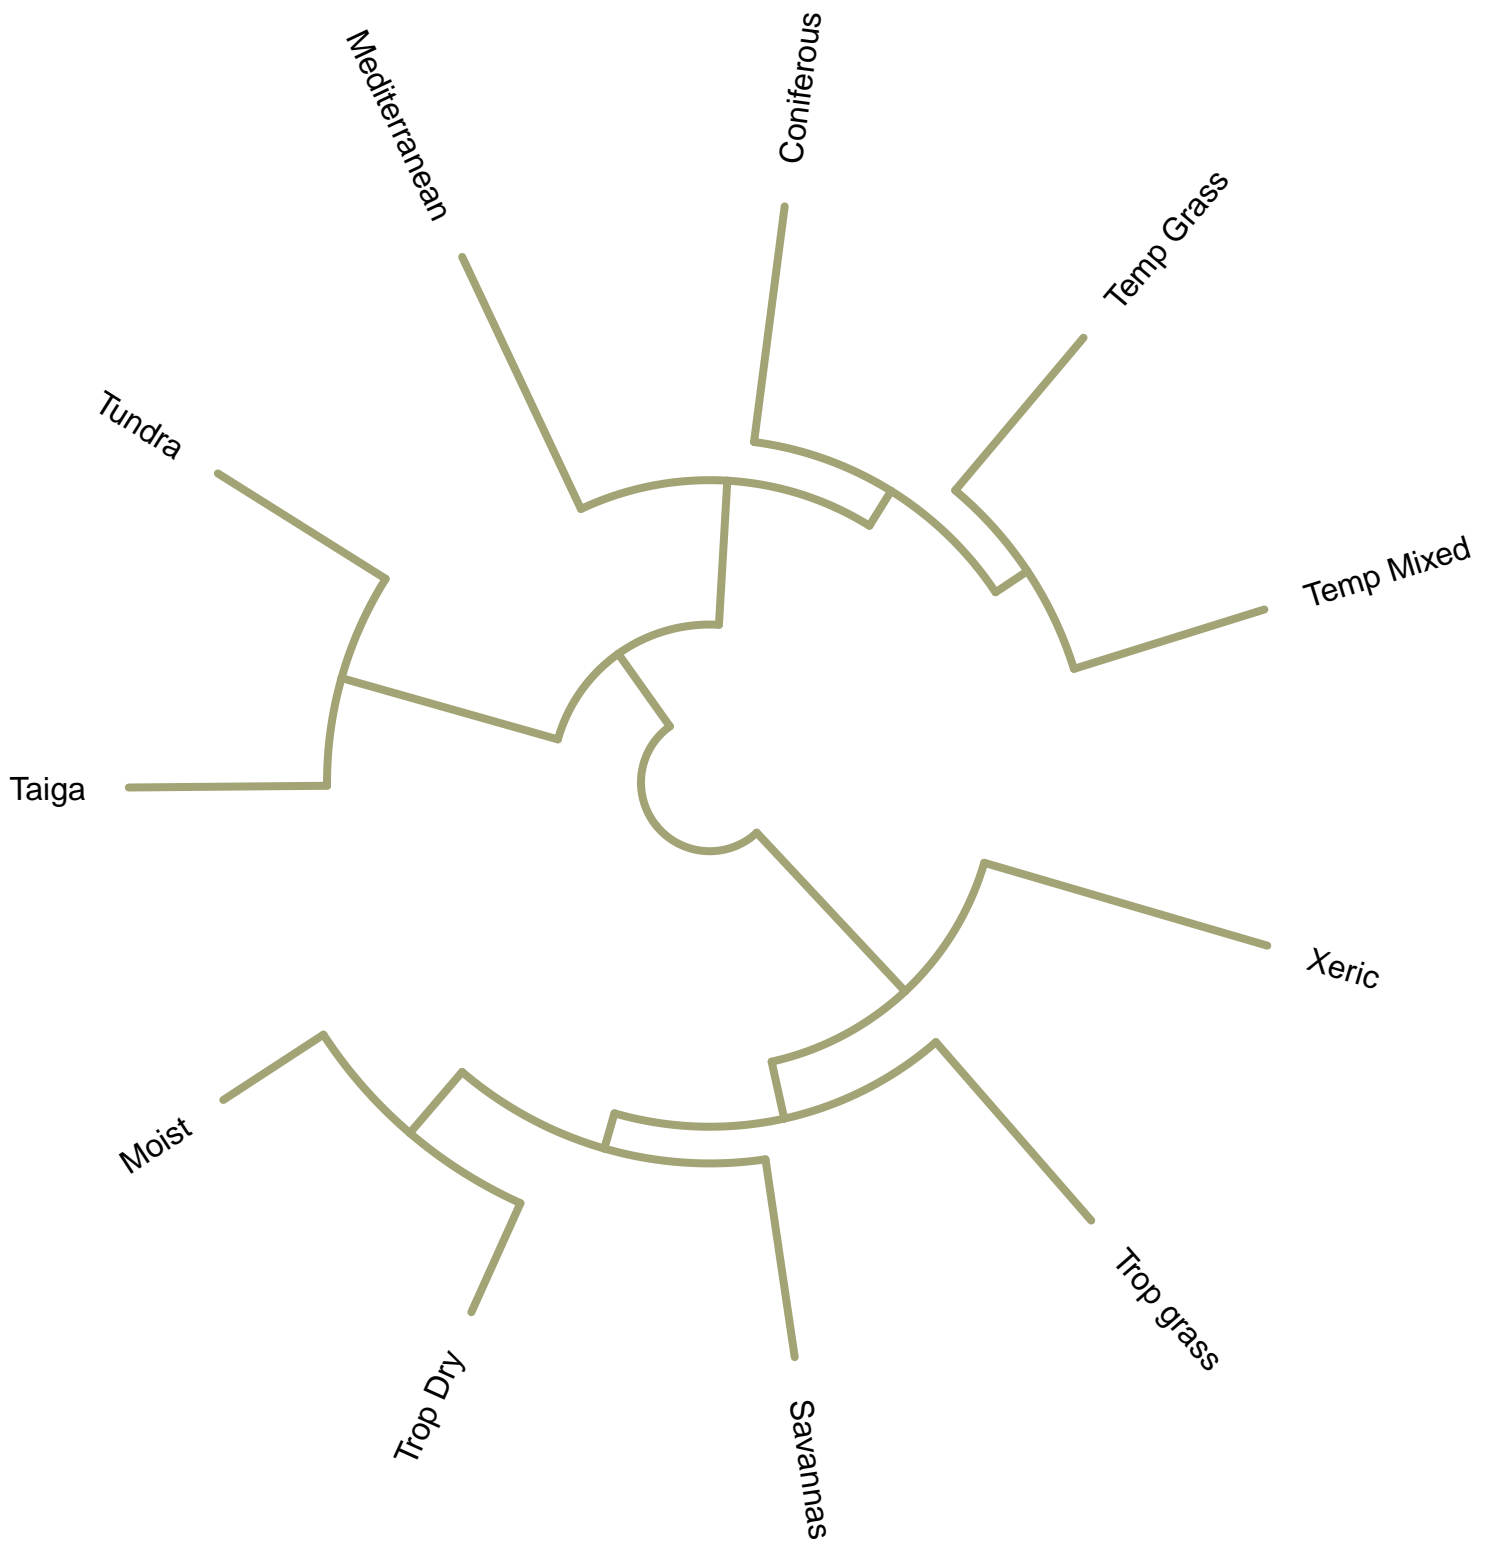 Coniferous
Mediterranean
Temp Grass
Tundra
Temp Mixed
Taiga
Xeric
Moist
Trop grass
Trop Dry
Savannas